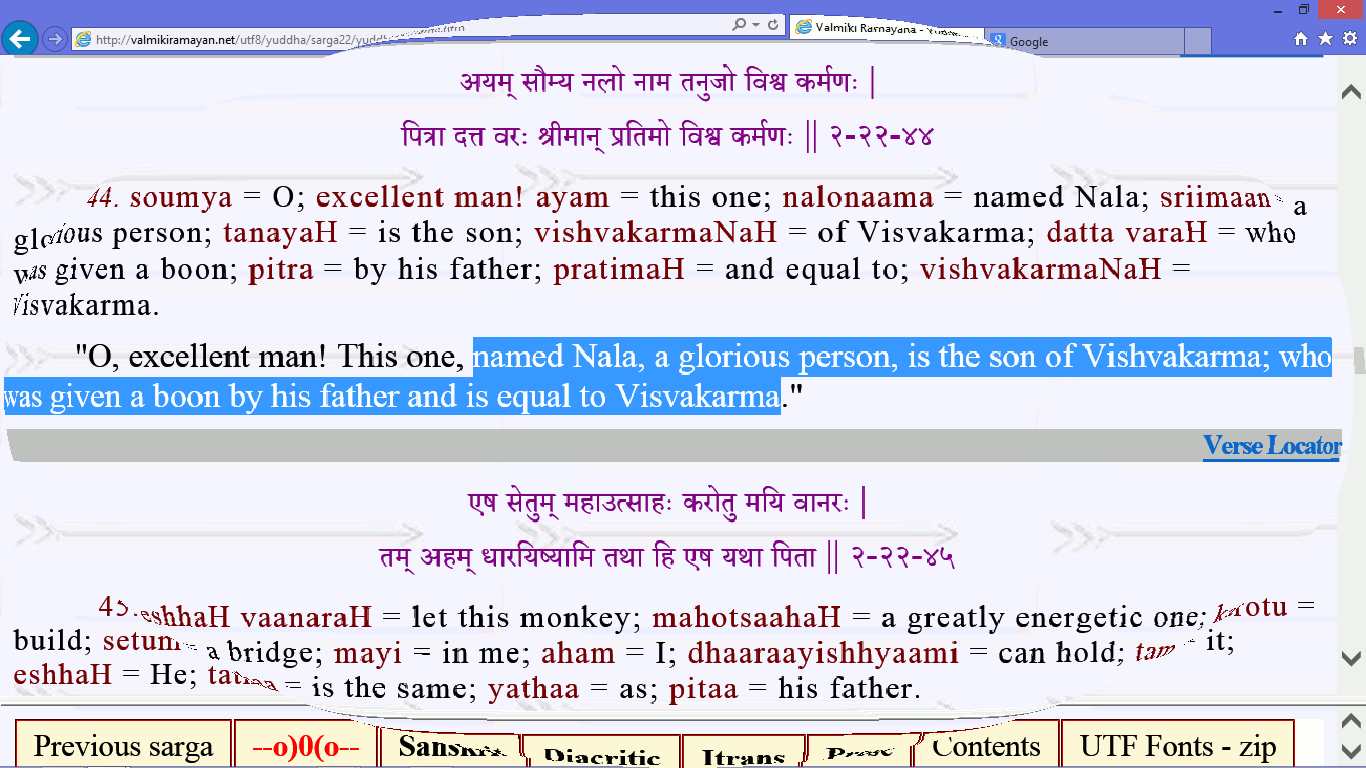 http://valmikiramayan.net/utf8/yuddha/sarga22/
Valmiki Ramayana -
Google
अयम् सौम्य नलो नाम तनुजो विश्व कर्मणः |
पित्रा दत्त वरः श्रीमान् प्रतिमो विश्व कर्मणः || २-२२-४४
44. soumya = O; excellent man! ayam = this one; nalonaama = named Nala; sriimaan a
glorious person; tanayaH = is the son; vishvakarmaNaH = of Visvakarma; datta varaH = who
was given a boon; pitra = by his father; pratimaH = and equal to; vishvakarmaNaH =
Visvakarma.
"O, excellent man! This one, named Nala, a glorious person, is the son of Vishvakarma; who
was given a boon by his father and is equal to Visvakarma."
Verse Locator
एष सेतुम् महाउत्साहः करोतु मयि वानरः |
तम् अहम् धारयिष्यामि तथा हि एष यथा पिता || २-२२-४५
45. eshhaH vaanaraH = let this monkey; mahotsaahaH = a greatly energetic one; karotu =
build; setum a bridge; mayi = in me; aham = I; dhaaraayishhyaami = can hold; tam = it;
eshhaH = He; tathaa = is the same; yathaa = as; pitaa = his father.
Previous sarga
--o)0(o--
Sanskrit
Diacritic
Itrans
Prose
Contents
UTF Fonts - zip